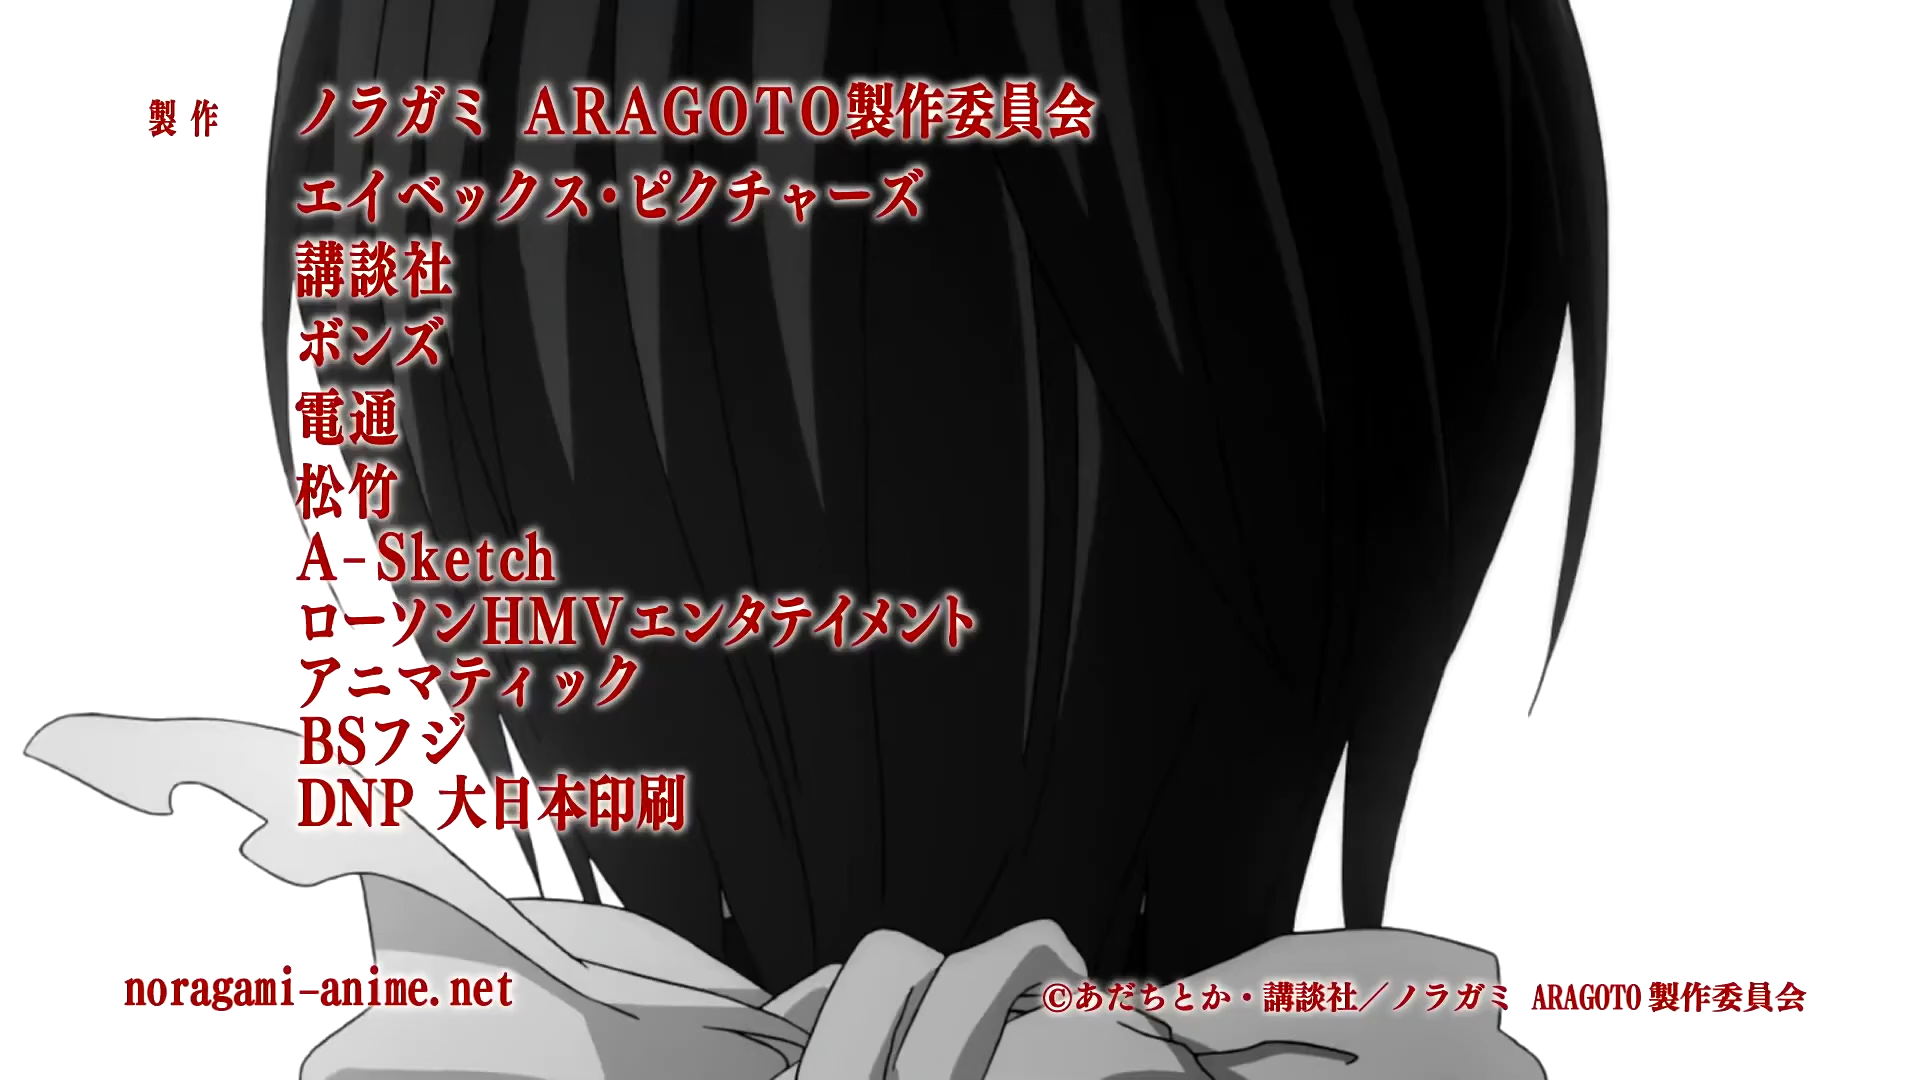 製作 ノラガミ ARAGOTO製作委員会
エイベックス・ピクチャーズ
講談社
ボンズ
電通
松竹
A-Sketch
ローソンHMVエンタテイメント
アニマティック
BSフジ
DNP 大日本印刷
noragami-anime.net
©あだちとか・講談社／ノラガミ ARAGOTO製作委員会